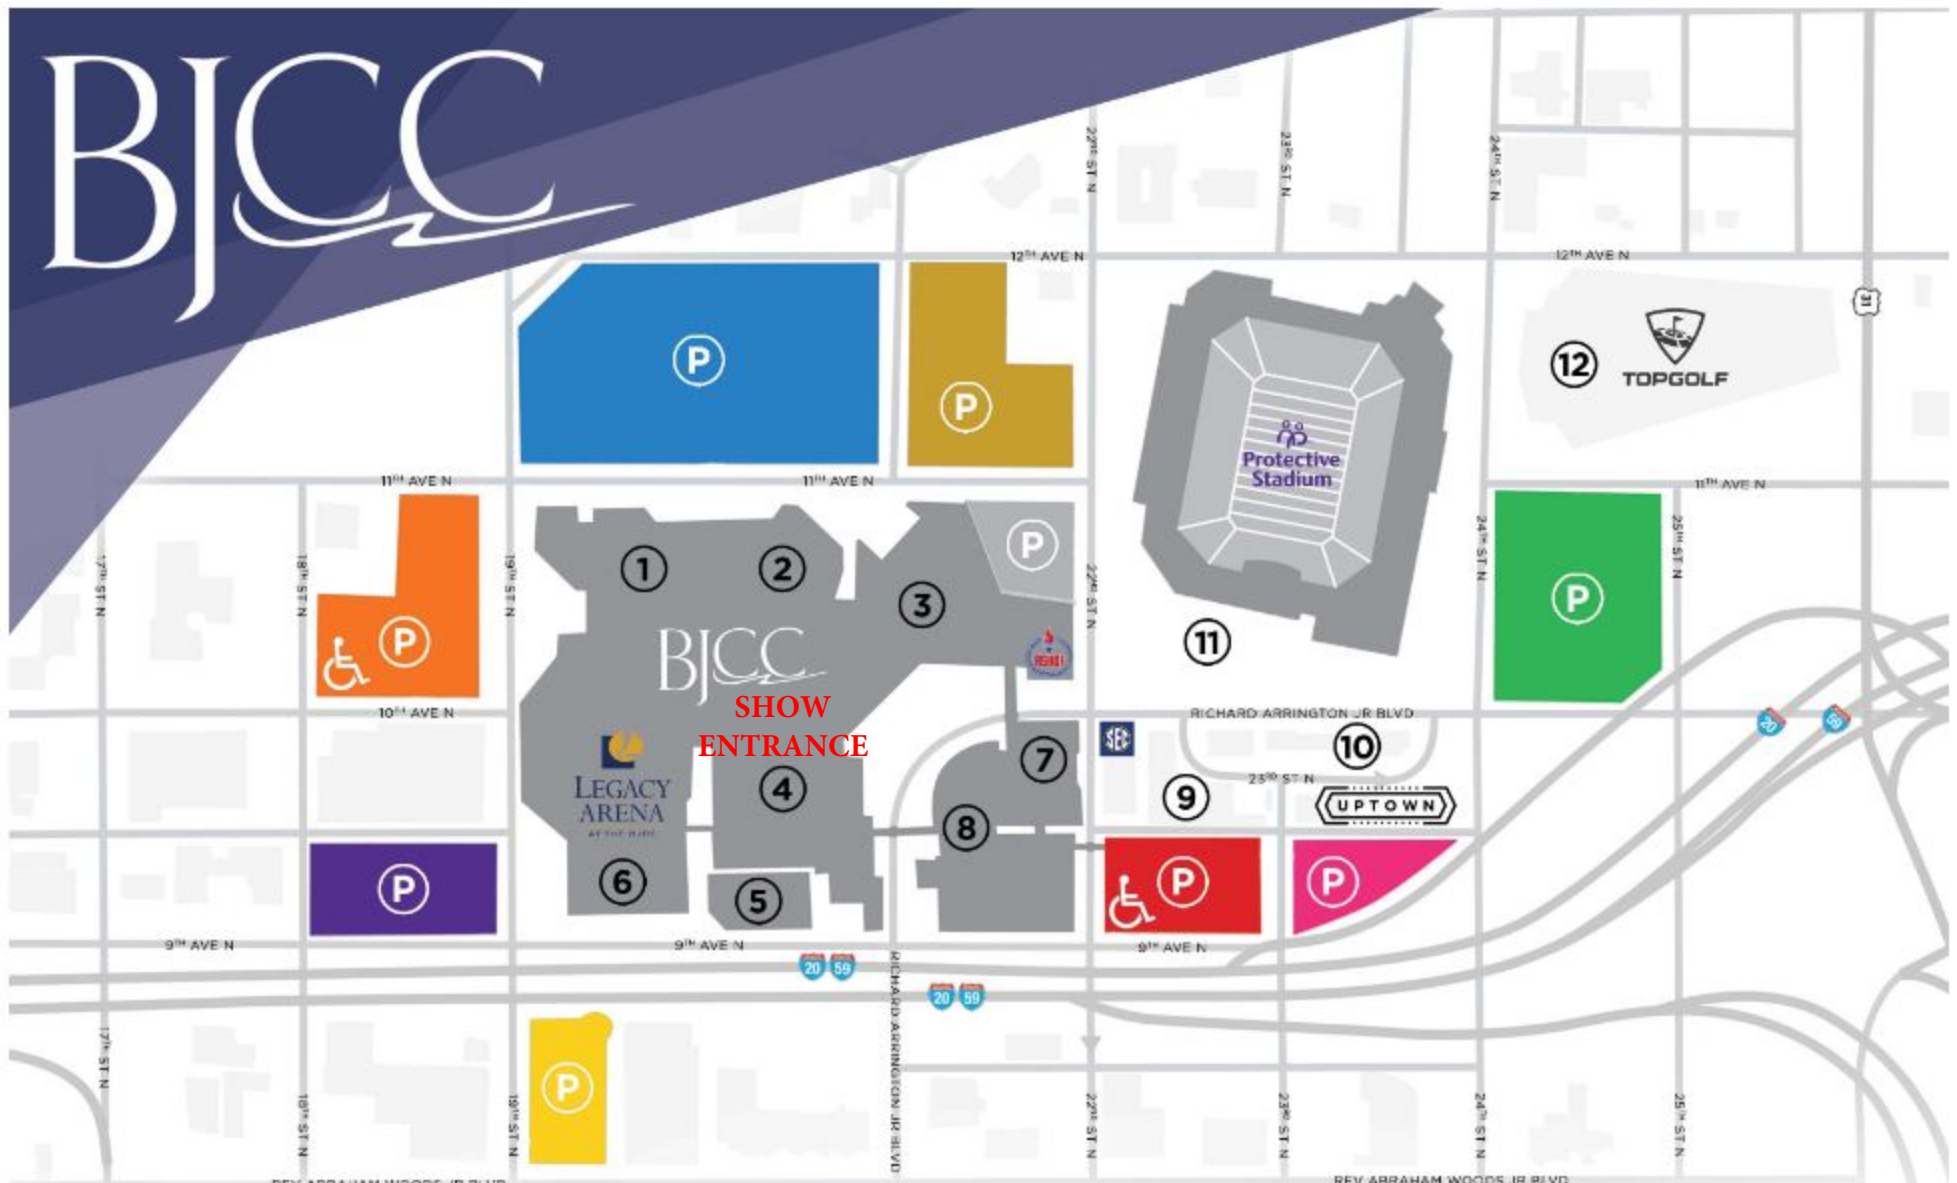 BJCC
22ND ST N
23RD ST N
24TH ST N
12TH AVE N
12TH AVE N
31
P
P
12
TOPGOLF
Protective
Stadium
11TH AVE N
11TH AVE N
11TH AVE N
17TH ST N
18TH ST N
19TH ST N
22ND ST N
24TH ST N
25TH ST N
1
2
3
P
P
P
11
BJCC
SHOW
ENTRANCE
10TH AVE N
RICHARD ARRINGTON JR BLVD
20
59
SEC
7
10
LEGACY
ARENA
4
9
23RD ST N
UPTOWN
8
P
6
5
P
P
9TH AVE N
9TH AVE N
9TH AVE N
20
59
20
59
RICHARD ARRINGTON JR BLVD
P
17TH ST N
18TH ST N
19TH ST N
22ND ST N
23RD ST N
24TH ST N
25TH ST N
REV ABRAHAM WOODS JR BLVD
REV ABRAHAM WOODS JR BLVD